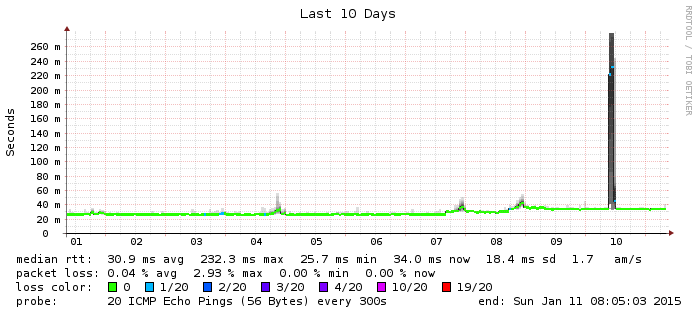 Last 10 Days
RRDTOOL / TOBI OETIKER
Seconds
260 m
240 m
220 m
200 m
180 m
160 m
140 m
120 m
100 m
80 m
60 m
40 m
20 m
0
01 02 03 04 05 06 07 08 09 10
median rtt: 30.9 ms avg 232.3 ms max 25.7 ms min 34.0 ms now 18.4 ms sd 1.7 am/s
packet loss: 0.04 % avg 2.93 % max 0.00 % min 0.00 % now
loss color: 0 1/20 2/20 3/20 4/20 10/20 19/20
probe: 20 ICMP Echo Pings (56 Bytes) every 300s end: Sun Jan 11 08:05:03 2015